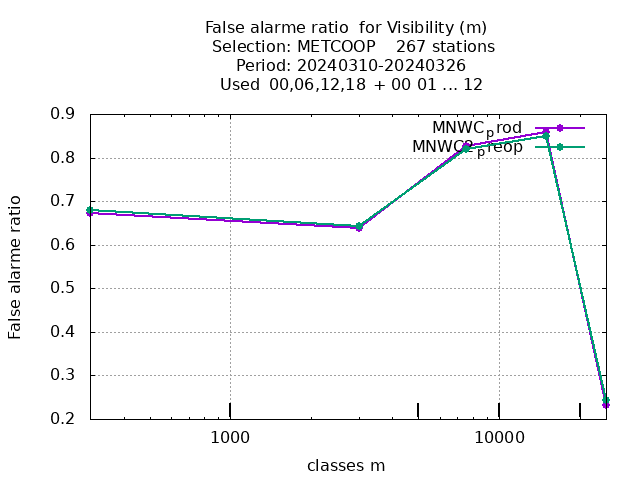 False alarme ratio  for Visibility (m)
Selection: METCOOP    267 stations
Period: 20240310-20240326
Used  00,06,12,18  + 00 01 ... 12
MNWC_prod
MNWC2_preop
False alarme ratio
0.9
0.8
0.7
0.6
0.5
0.4
0.3
0.2
1000
10000
classes m